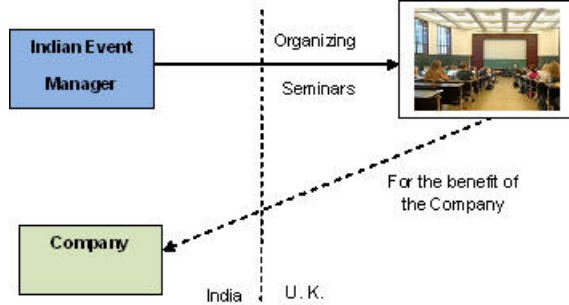 Indian Event
Manager
Organizing
Seminars
For the benefit of
the Company
Company
India
U. K.